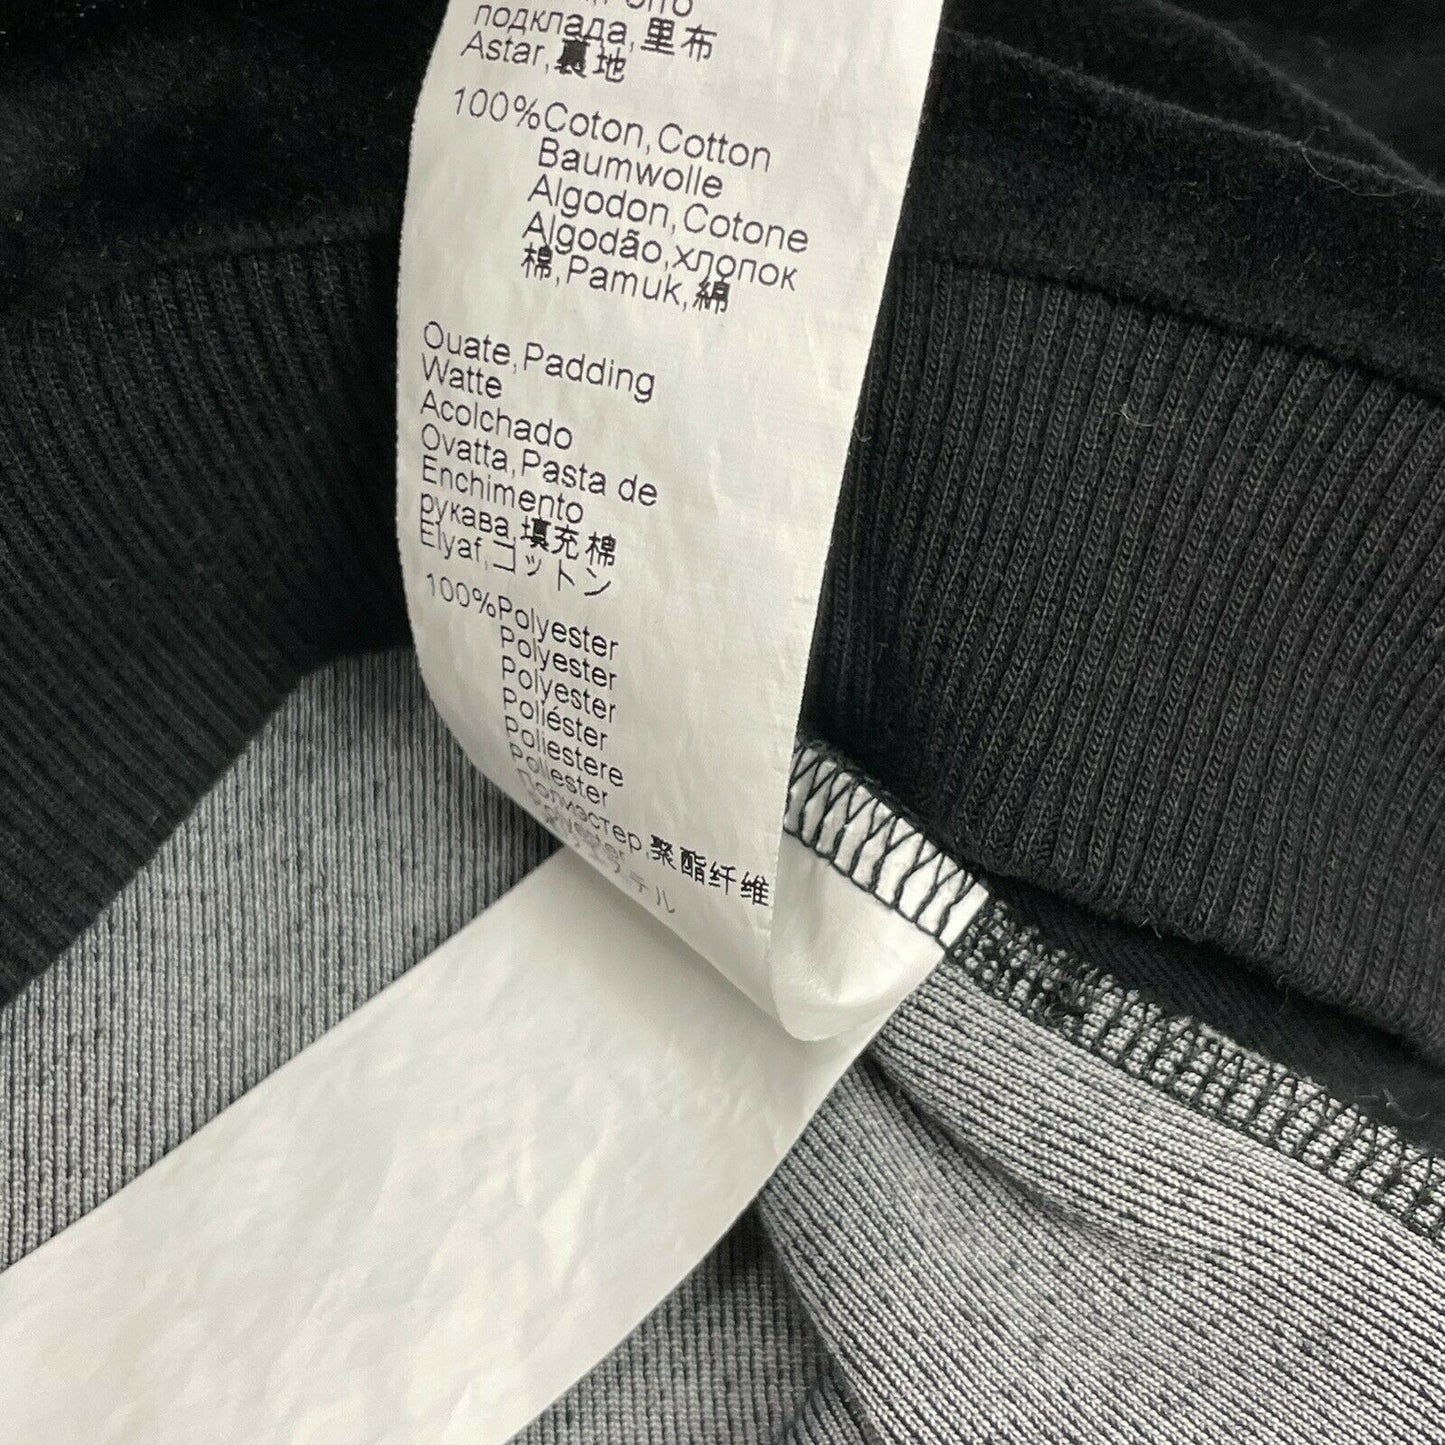 подклада,里布
Astar,裏地
100%Coton,Cotton
Baumwolle
Algodon,Cotone
Algodão,хлопок
棉,Pamuk,綿
Ouate,Padding
Watte
Acolchado
Ovatta,Pasta de
Enchimento
рукава,填充棉
Elyaf,コットン
100%Polyester
Polyester
Polyester
Poliéster
Poliestere
Poliester
Полиэстер,聚酯纤维